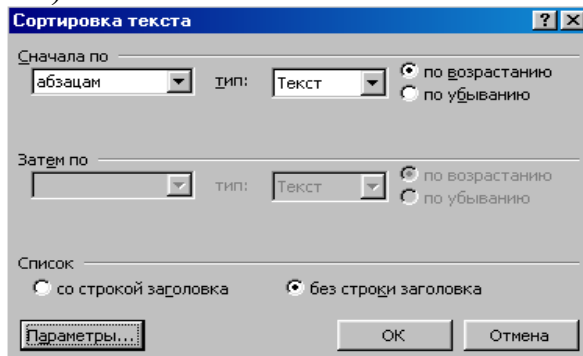 Сортировка текста
Сначала по
абзацам тип: Текст по возрастанию
по убыванию
Затем по
тип: Текст по возрастанию
по убыванию
Список
со строкой заголовка без строки заголовка
Параметры... ОК Отмена